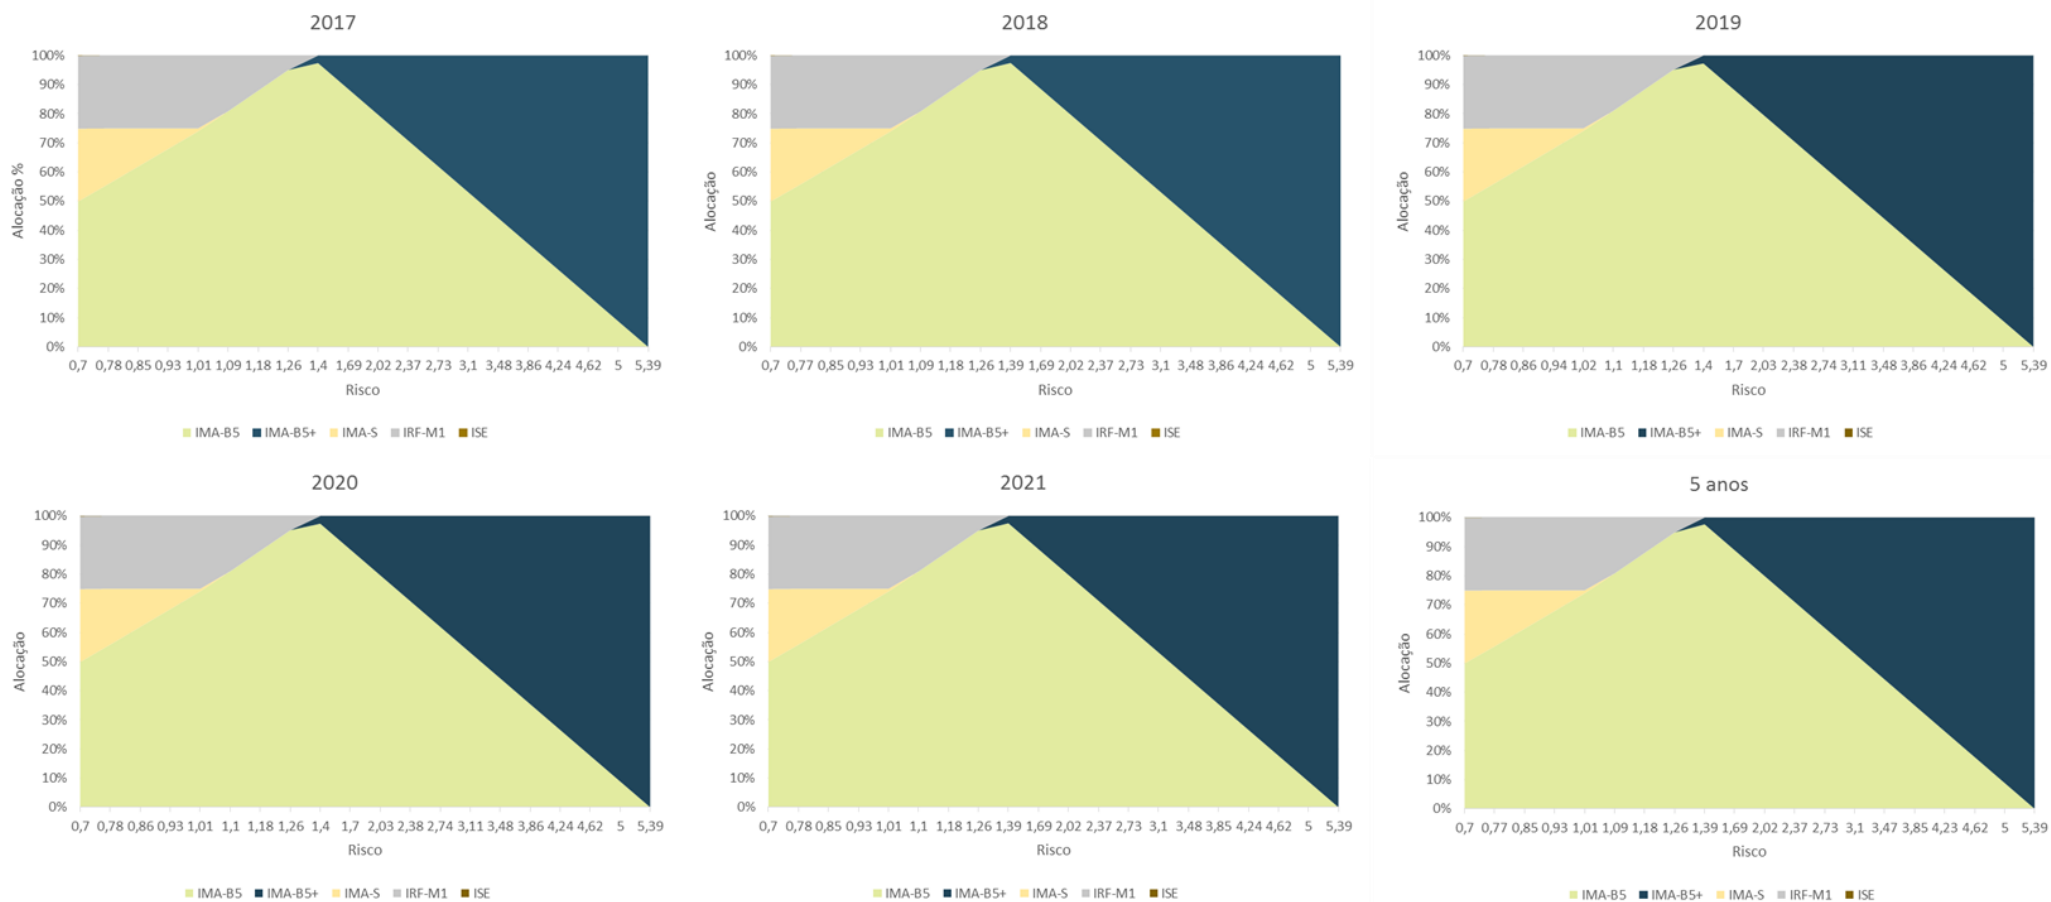 2017
100%
90%
80%
70%
60%
50%
40%
30%
20%
10%
0%
Alocação %
0,7 0,78 0,85 0,93 1,01 1,09 1,18 1,26 1,4 1,69 2,02 2,37 2,73 3,1 3,48 3,86 4,24 4,62 5 5,39
Risco
IMA-B5 IMA-B5+ IMA-S IRF-M1 ISE
2018
100%
90%
80%
70%
60%
50%
40%
30%
20%
10%
0%
Alocação
0,7 0,77 0,85 0,93 1,01 1,09 1,18 1,26 1,39 1,69 2,02 2,37 2,73 3,1 3,48 3,86 4,24 4,62 5 5,39
Risco
IMA-B5 IMA-B5+ IMA-S IRF-M1 ISE
2019
100%
90%
80%
70%
60%
50%
40%
30%
20%
10%
0%
Alocação
0,7 0,78 0,86 0,94 1,02 1,1 1,18 1,26 1,4 1,7 2,03 2,38 2,74 3,11 3,48 3,86 4,24 4,62 5 5,39
Risco
IMA-B5 IMA-B5+ IMA-S IRF-M1 ISE
2020
100%
90%
80%
70%
60%
50%
40%
30%
20%
10%
0%
Alocação
0,7 0,78 0,86 0,93 1,01 1,1 1,18 1,26 1,4 1,7 2,03 2,38 2,74 3,11 3,48 3,86 4,24 4,62 5 5,39
Risco
IMA-B5 IMA-B5+ IMA-S IRF-M1 ISE
2021
100%
90%
80%
70%
60%
50%
40%
30%
20%
10%
0%
Alocação
0,7 0,78 0,85 0,93 1,01 1,1 1,18 1,26 1,39 1,69 2,02 2,37 2,73 3,1 3,48 3,86 4,24 4,62 5 5,39
Risco
IMA-B5 IMA-B5+ IMA-S IRF-M1 ISE
5 anos
100%
90%
80%
70%
60%
50%
40%
30%
20%
10%
0%
Alocação
0,7 0,77 0,85 0,93 1,01 1,09 1,18 1,26 1,39 1,69 2,02 2,37 2,73 3,1 3,47 3,85 4,23 4,62 5 5,39
Risco
IMA-B5 IMA-B5+ IMA-S IRF-M1 ISE